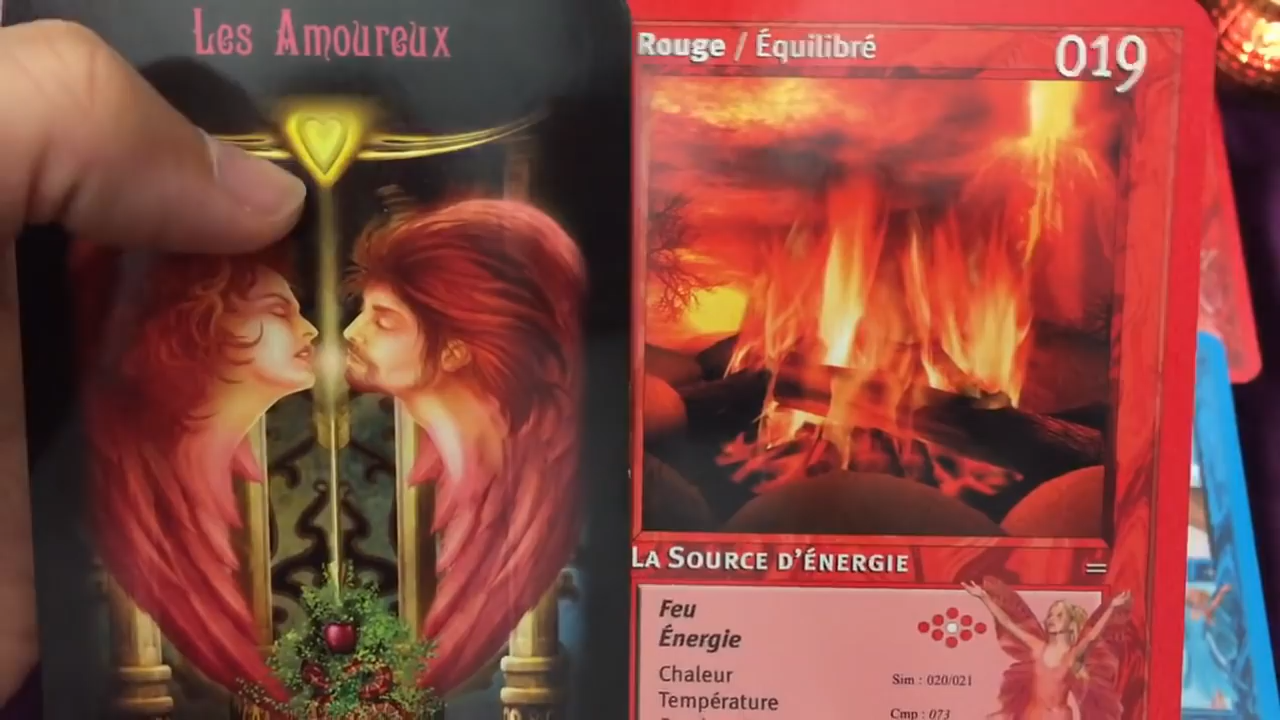 Les Amoureux
Rouge / Équilibré
019
LA SOURCE D'ÉNERGIE
=
Feu
Énergie
Chaleur
Température
Sim : 020/021
Cmp : 073